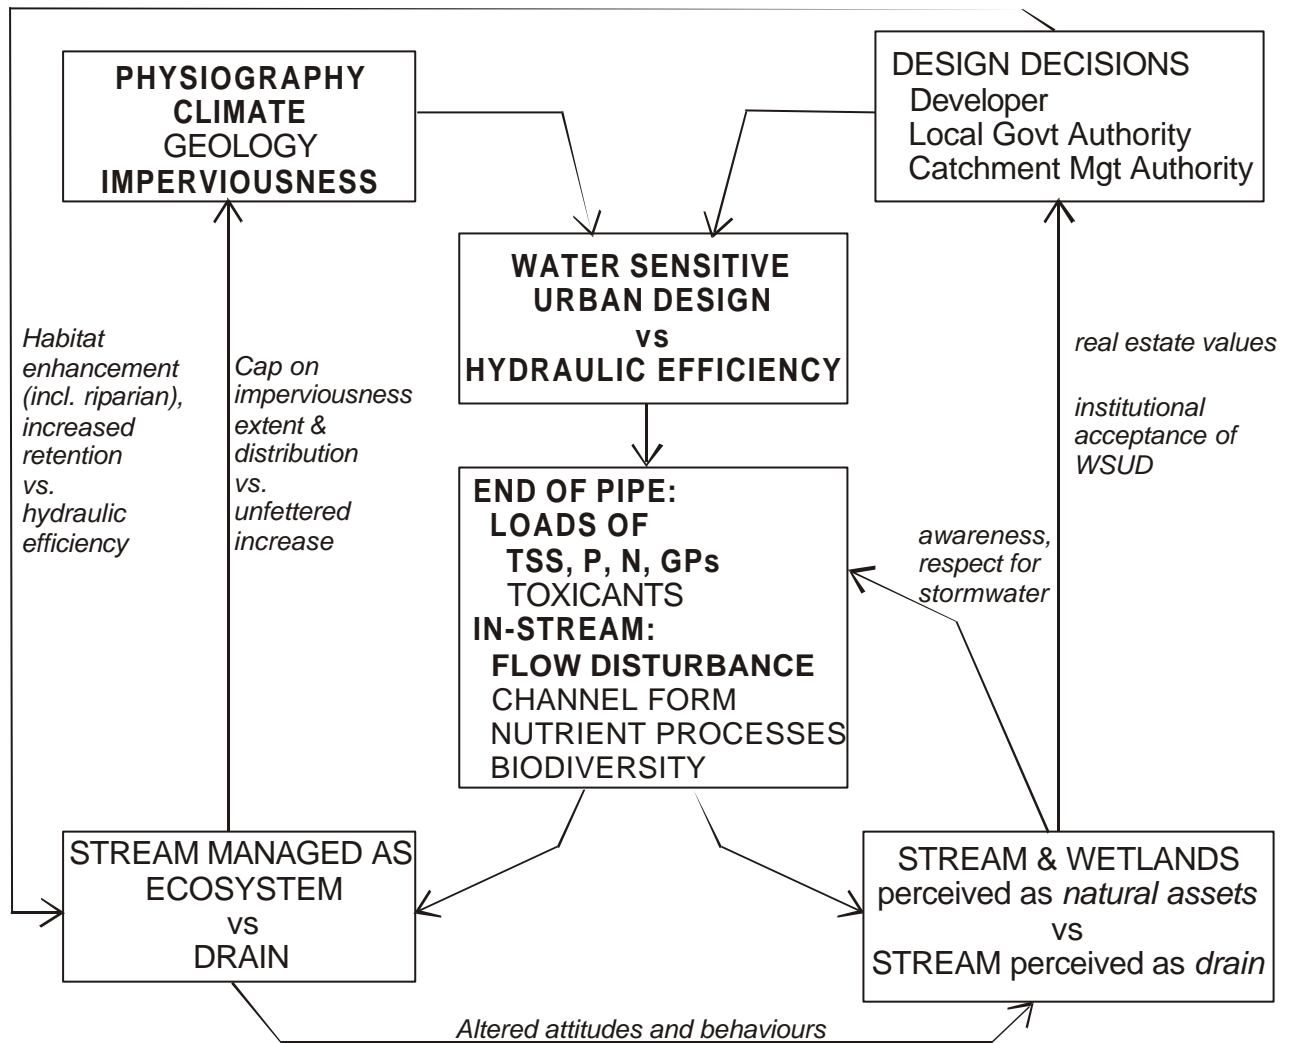 PHYSIOGRAPHY
CLIMATE
GEOLOGY
IMPERVIOUSNESS
DESIGN DECISIONS
Developer
Local Govt Authority
Catchment Mgt Authority
WATER SENSITIVE
URBAN DESIGN
vs
HYDRAULIC EFFICIENCY
Habitat
enhancement
(incl. riparian),
increased
retention
vs.
hydraulic
efficiency
Cap on
imperviousness
extent &
distribution
vs.
unfettered
increase
real estate values
institutional
acceptance of
WSUD
END OF PIPE:
LOADS OF
TSS, P, N, GPs
TOXICANTS
IN-STREAM:
FLOW DISTURBANCE
CHANNEL FORM
NUTRIENT PROCESSES
BIODIVERSITY
awareness,
respect for
stormwater
STREAM MANAGED AS
ECOSYSTEM
vs
DRAIN
STREAM & WETLANDS
perceived as natural assets
vs
STREAM perceived as drain
Altered attitudes and behaviours